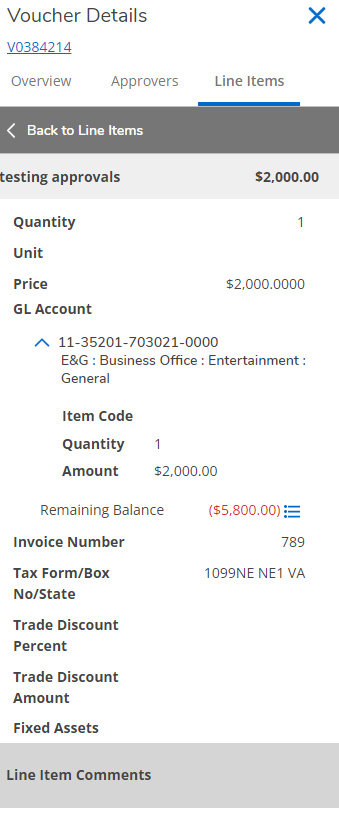 Voucher Details
V0384214
Overview Approvers Line Items
Back to Line Items
testing approvals $2,000.00
Quantity 1
Unit
Price $2,000.0000
GL Account
11-35201-703021-0000
E&G : Business Office : Entertainment :
General
Item Code
Quantity 1
Amount $2,000.00
Remaining Balance ($5,800.00)
Invoice Number 789
Tax Form/Box 1099NE NE1 VA
No/State
Trade Discount
Percent
Trade Discount
Amount
Fixed Assets
Line Item Comments